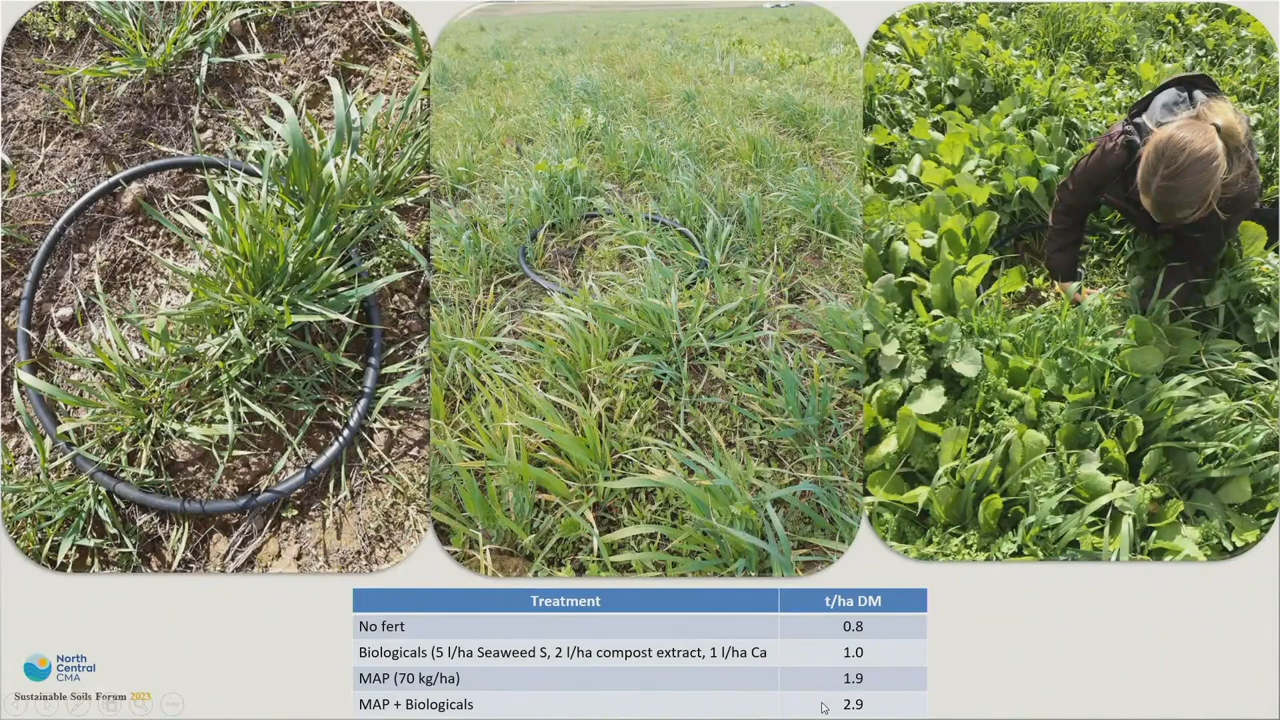 Treatment t/ha DM
No fert 0.8
Biologicals (5 l/ha Seaweed S, 2 l/ha compost extract, 1 l/ha Ca 1.0
MAP (70 kg/ha) 1.9
MAP + Biologicals 2.9
North
Central
CMA
Sustainable Soils Forum 2023